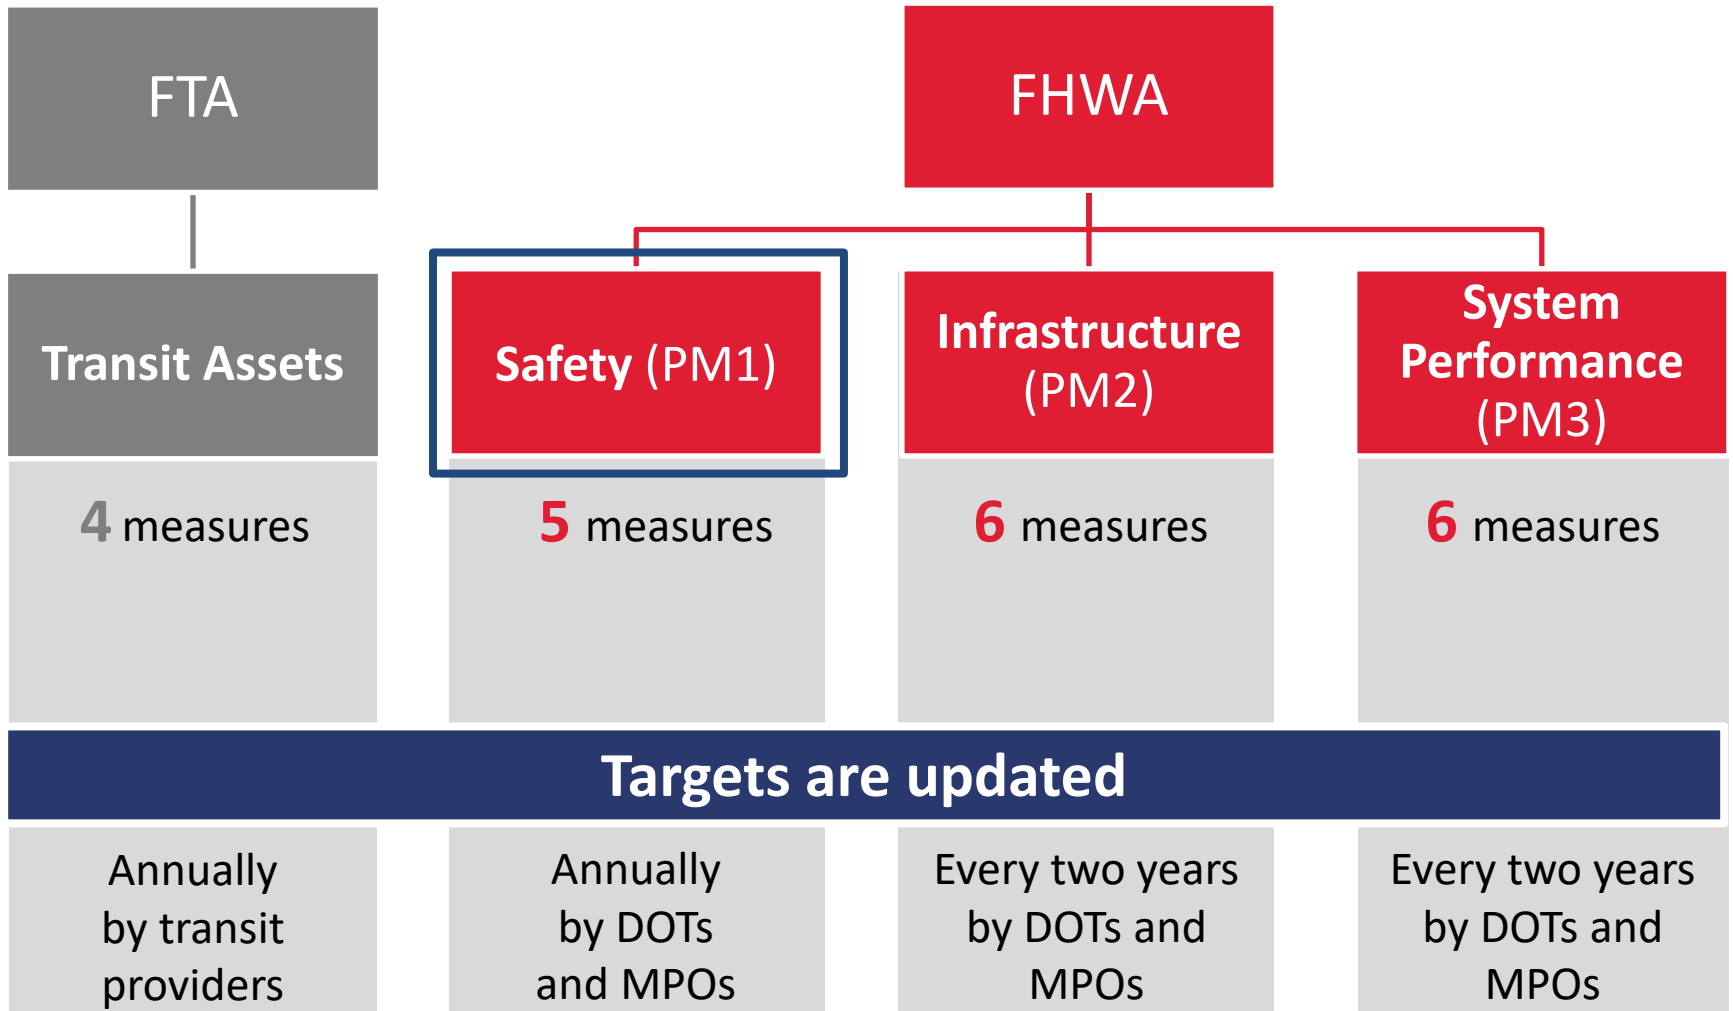 FTA
FHWA
Transit Assets
Safety (PM1)
Infrastructure
(PM2)
System
Performance
(PM3)
4 measures
5 measures
6 measures
6 measures
Targets are updated
Annually
by transit
providers
Annually
by DOTs
and MPOs
Every two years
by DOTs and
MPOs
Every two years
by DOTs and
MPOs